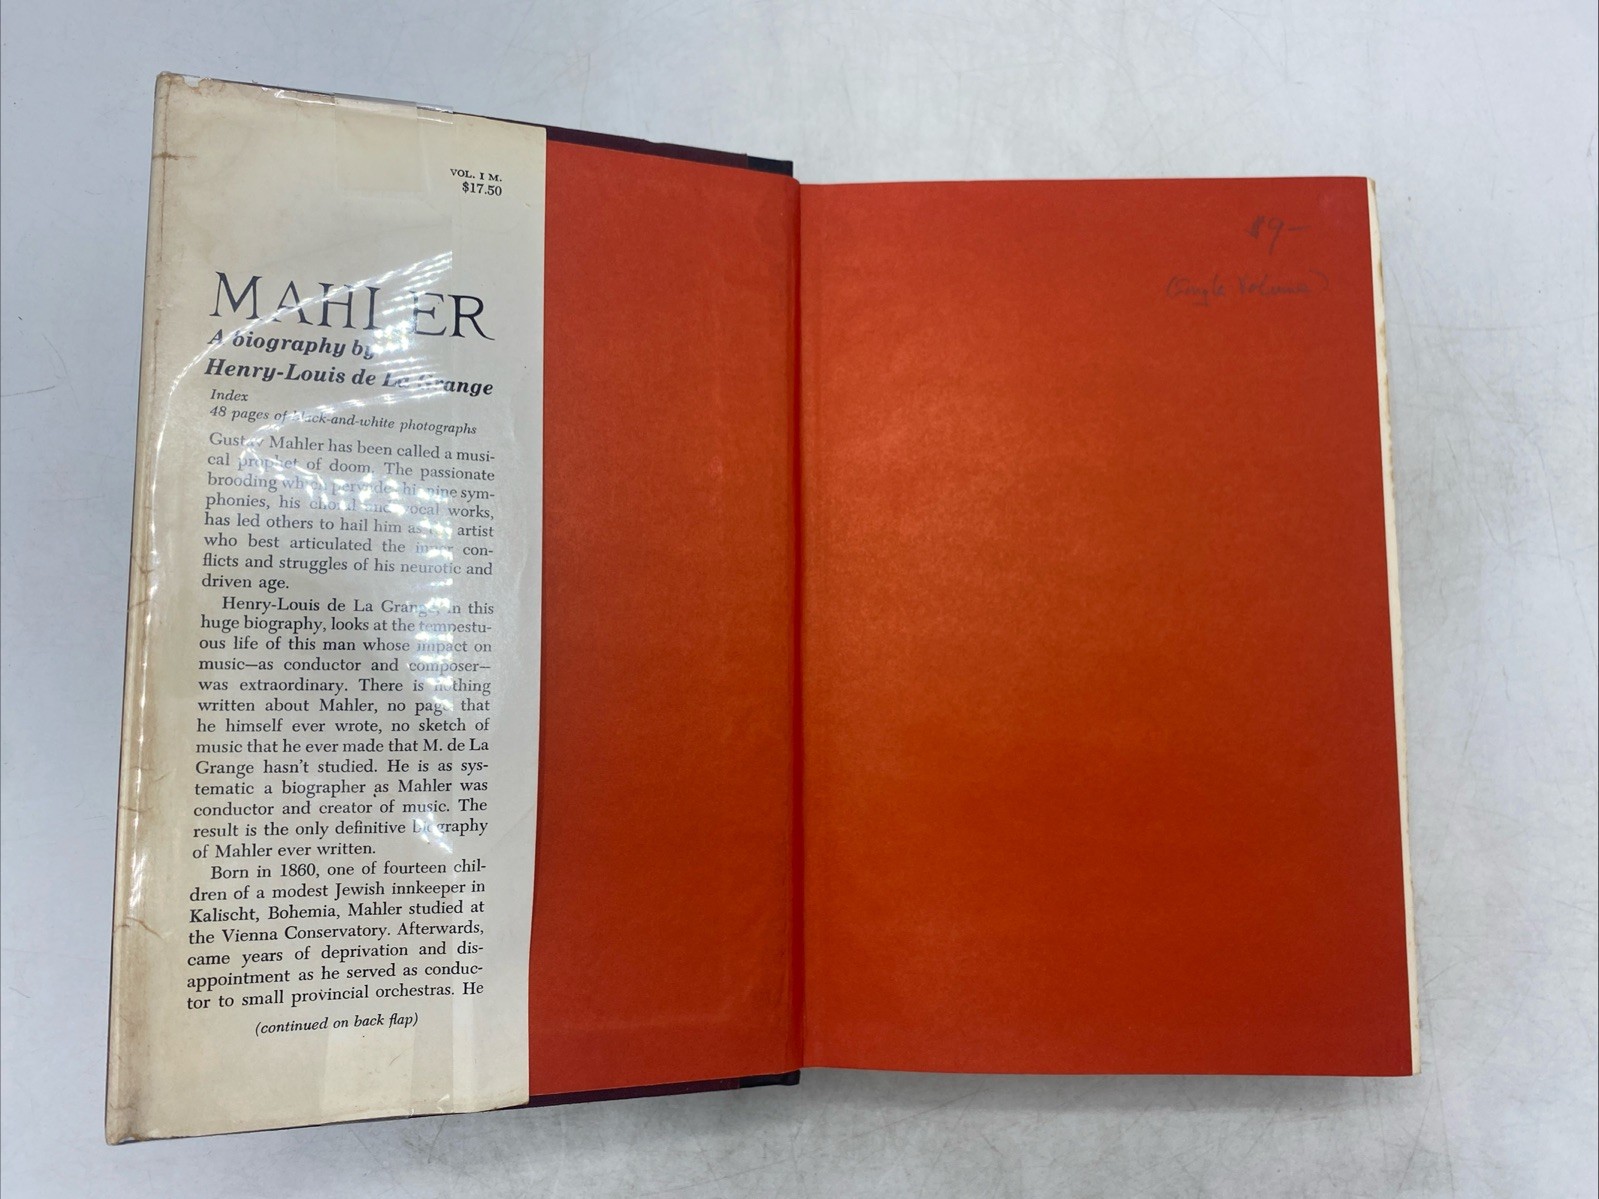 VOL. I M.
$17.50
MAHLER
A biography by
Henry-Louis de La Grange
Index
48 pages of black-and-white photographs
Gustav Mahler has been called a musi-
cal prophet of doom. The passionate
brooding which pervades his nine sym-
phonies, his choral and vocal works,
has led others to hail him as the artist
who best articulated the inner con-
flicts and struggles of his neurotic and
driven age.
Henry-Louis de La Grange, in this
huge biography, looks at the tempestu-
ous life of this man whose impact on
music—as conductor and composer—
was extraordinary. There is nothing
written about Mahler, no page that
he himself ever wrote, no sketch of
music that he ever made that M. de La
Grange hasn't studied. He is as sys-
tematic a biographer as Mahler was
conductor and creator of music. The
result is the only definitive biography
of Mahler ever written.
Born in 1860, one of fourteen chil-
dren of a modest Jewish innkeeper in
Kalischt, Bohemia, Mahler studied at
the Vienna Conservatory. Afterwards,
came years of deprivation and dis-
appointment as he served as conduc-
tor to small provincial orchestras. He
(continued on back flap)
$9—
(Single Volume)